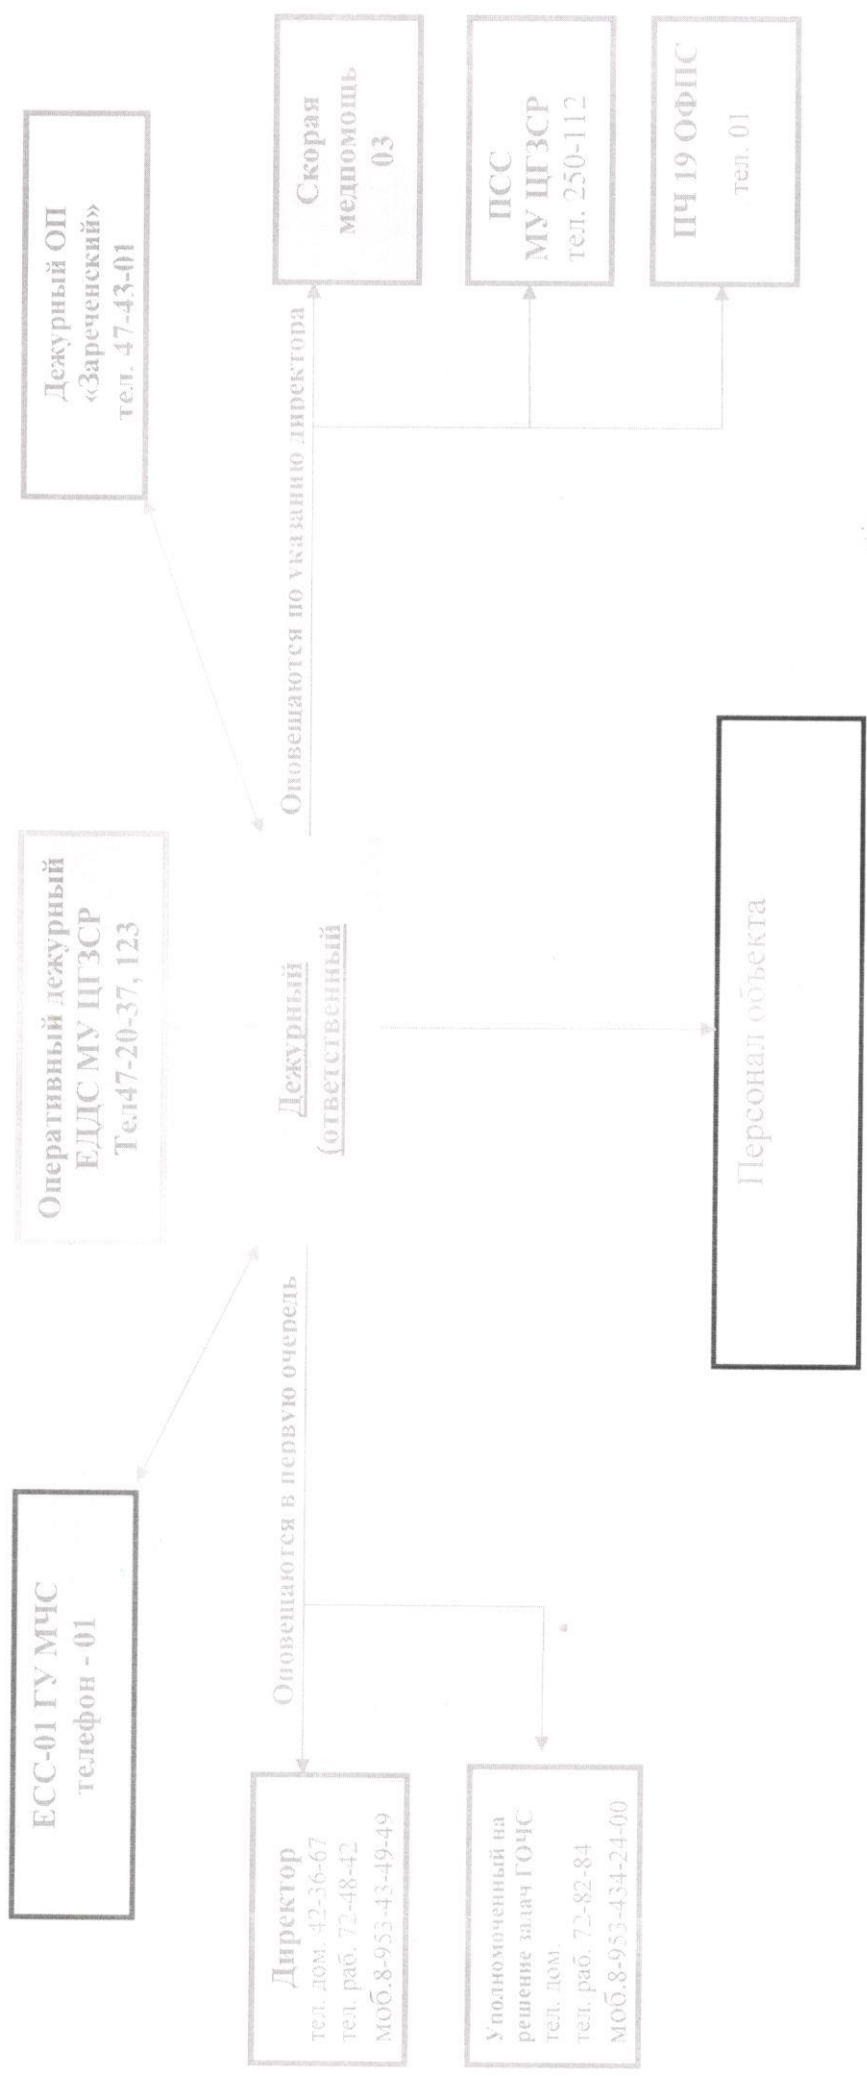 ЕСС-01 ГУ МЧС
телефон - 01
Оперативный дежурный
ЕДДС МУ ЦГЗСР
Тел47-20-37, 123
Дежурный ОП
«Зареченский»
тел. 47-43-01
Директор
тел. дом. 42-36-67
тел. раб. 72-48-42
моб.8-953-43-49-49
Уполномоченный на
решение задач ГОЧС
тел. дом.
тел. раб. 72-82-84
моб.8-953-434-24-00
Оповещаются в первую очередь
Дежурный
(ответственный
Оповещаются по указанию директора
Скорая
медпомощь
03
ПСС
МУ ЦГЗСР
тел. 250-112
ПЧ 19 ОФПС
тел. 01
Персонал объекта